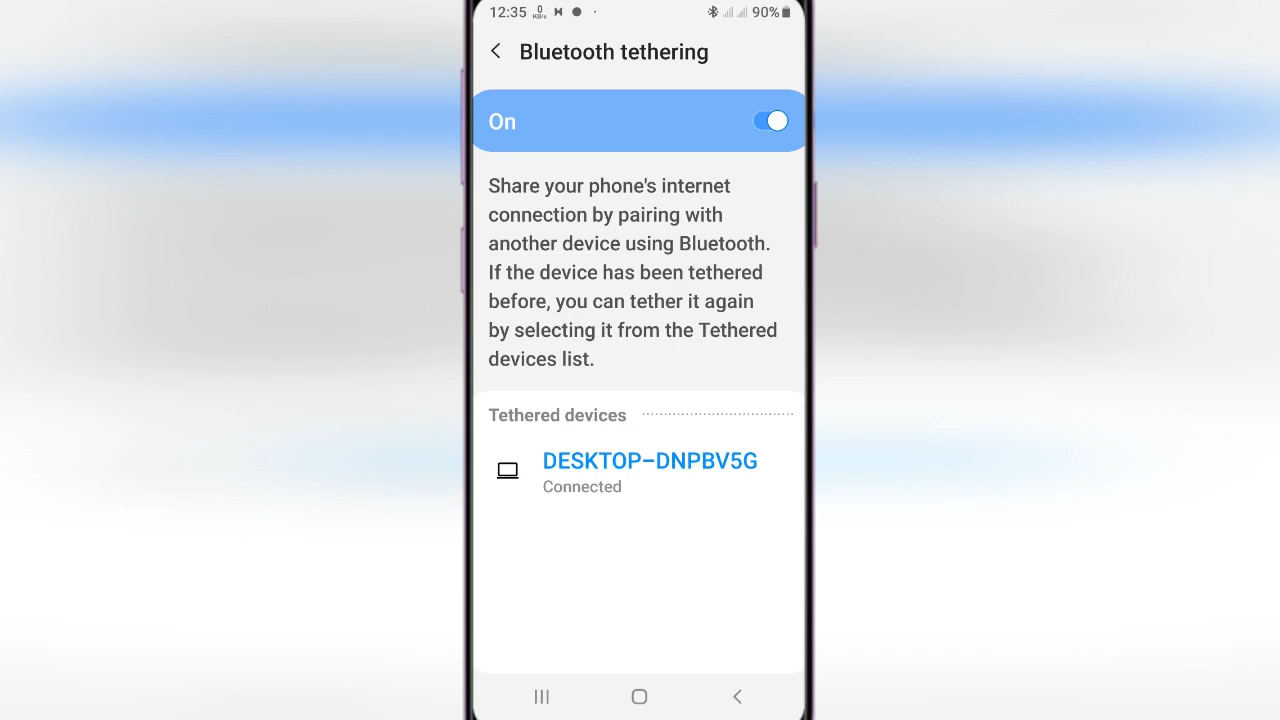 12:35 0 KB/s 90%
Bluetooth tethering
On
Share your phone's internet
connection by pairing with
another device using Bluetooth.
If the device has been tethered
before, you can tether it again
by selecting it from the Tethered
devices list.
Tethered devices
DESKTOP–DNPBV5G
Connected